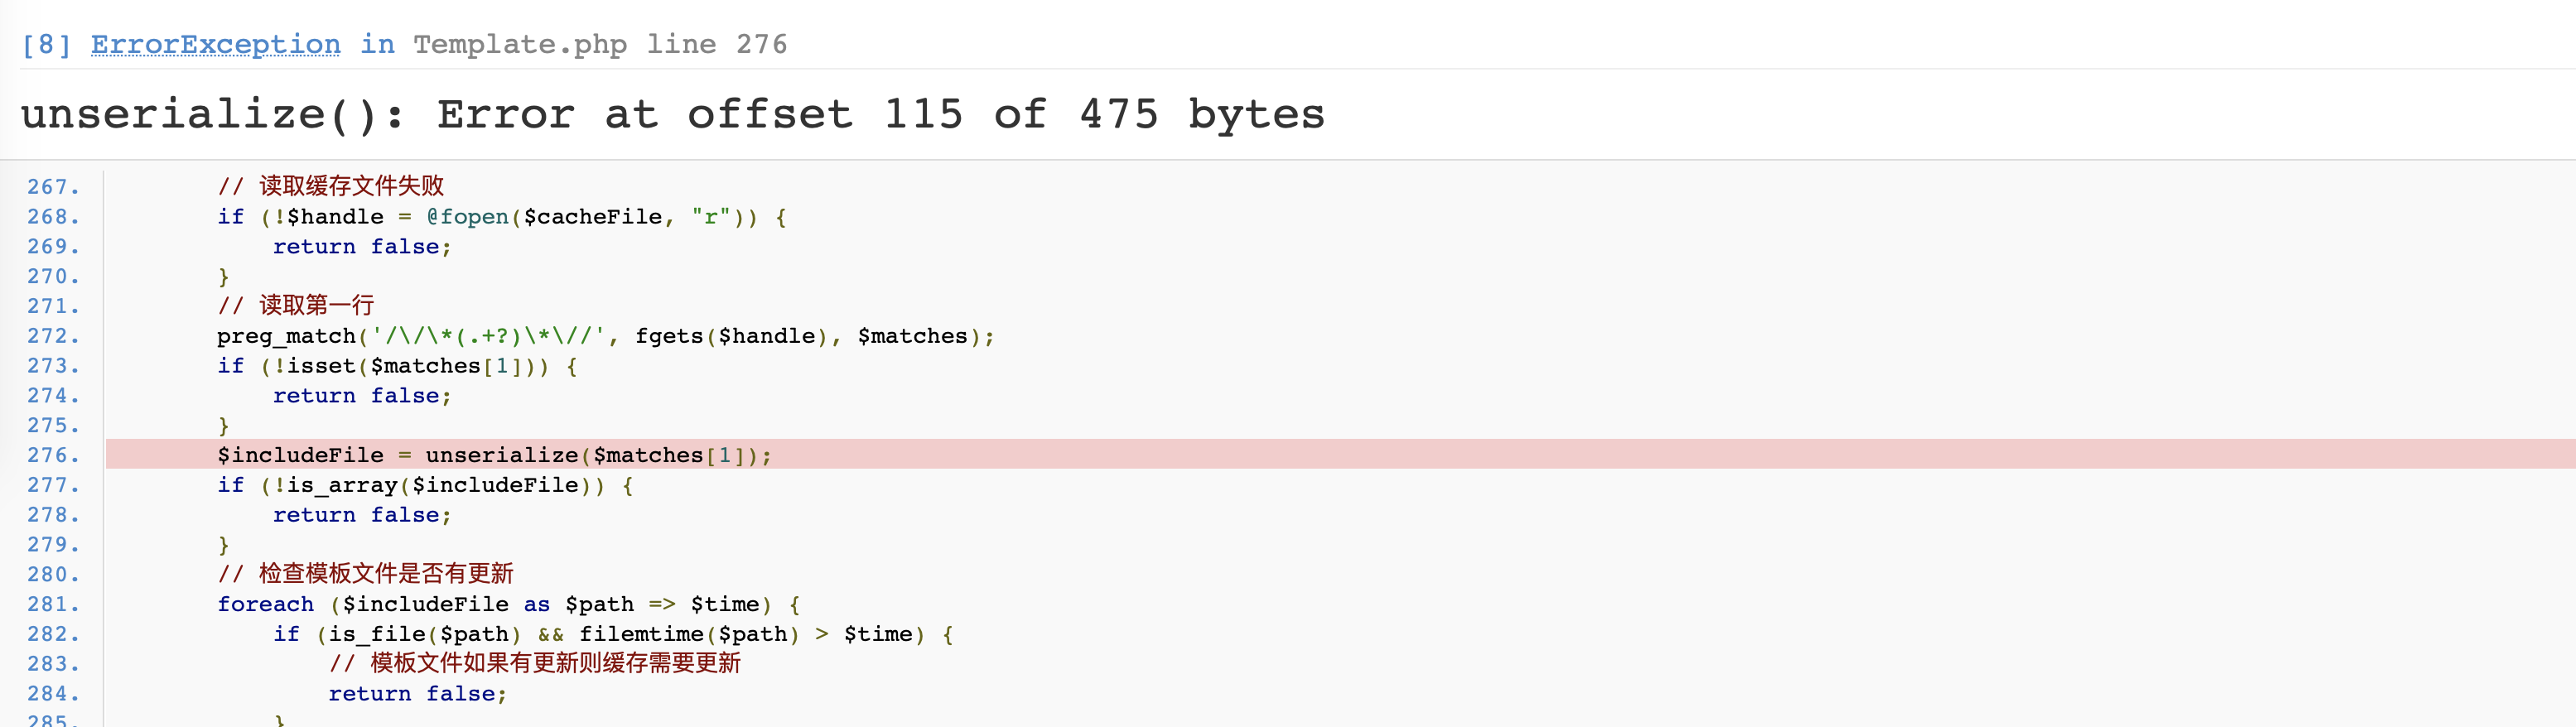 [8] ErrorException in Template.php line 276
unserialize(): Error at offset 115 of 475 bytes
267. // 读取缓存文件失败
268. if (!$handle = @fopen($cacheFile, "r")) {
269. return false;
270. }
271. // 读取第一行
272. preg_match('/\/\*(.+?)\*\//', fgets($handle), $matches);
273. if (!isset($matches[1])) {
274. return false;
275. }
276. $includeFile = unserialize($matches[1]);
277. if (!is_array($includeFile)) {
278. return false;
279. }
280. // 检查模板文件是否有更新
281. foreach ($includeFile as $path => $time) {
282. if (is_file($path) && filemtime($path) > $time) {
283. // 模板文件如果有更新则缓存需要更新
284. return false;
285. }